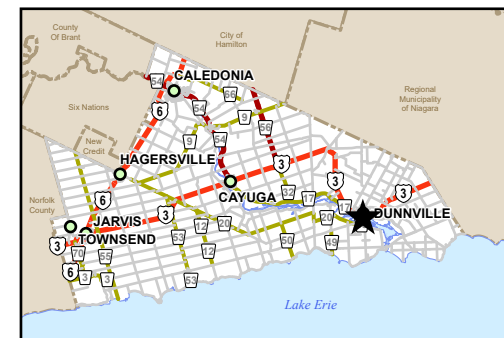 County
Of Brant
City of
Hamilton
CALEDONIA
54
6
54
66
Regional
Municipality
of Niagara
Six Nations
9
54
56
9
New
Credit
HAGERSVILLE
3
3
6
CAYUGA
32
17
3
Norfolk
County
JARVIS
3
12
20
17
20
DUNNVILLE
TOWNSEND
3
70
55
53
12
50
49
6
3
3
53
Lake Erie